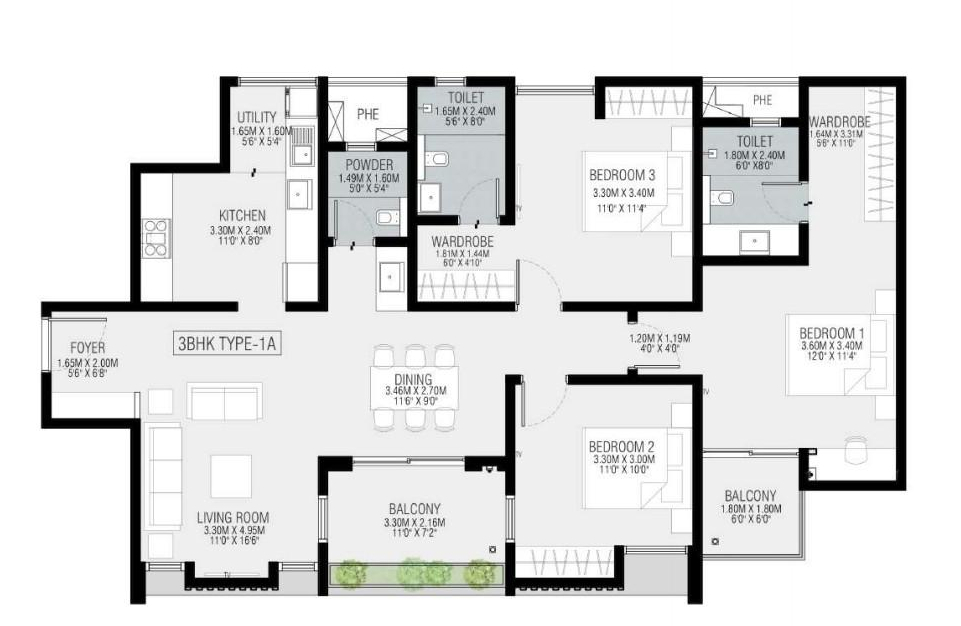 UTILITY
1.65M X 1.60M
5'6" X 5'4"
PHE
TOILET
1.65M X 2.40M
5'6" X 8'0"
POWDER
1.49M X 1.60M
5'0" X 5'4"
KITCHEN
3.30M X 2.40M
11'0" X 8'0"
WARDROBE
1.81M X 1.44M
6'0" X 4'10"
BEDROOM 3
3.30M X 3.40M
11'0" X 11'4"
TV
PHE
TOILET
1.80M X 2.40M
6'0" X8'0"
WARDROBE
1.64M X 3.31M
5'6" X 11'0"
FOYER
1.65M X 2.00M
5'6" X 6'8"
3BHK TYPE-1A
DINING
3.46M X 2.70M
11'6" X 9'0"
1.20M X 1.19M
4'0" X 4'0"
BEDROOM 1
3.60M X 3.40M
12'0" X 11'4"
TV
LIVING ROOM
3.30M X 4.95M
11'0" X 16'6"
TV
BALCONY
3.30M X 2.16M
11'0" X 7'2"
BEDROOM 2
3.30M X 3.00M
11'0" X 10'0"
TV
BALCONY
1.80M X 1.80M
6'0" X 6'0"